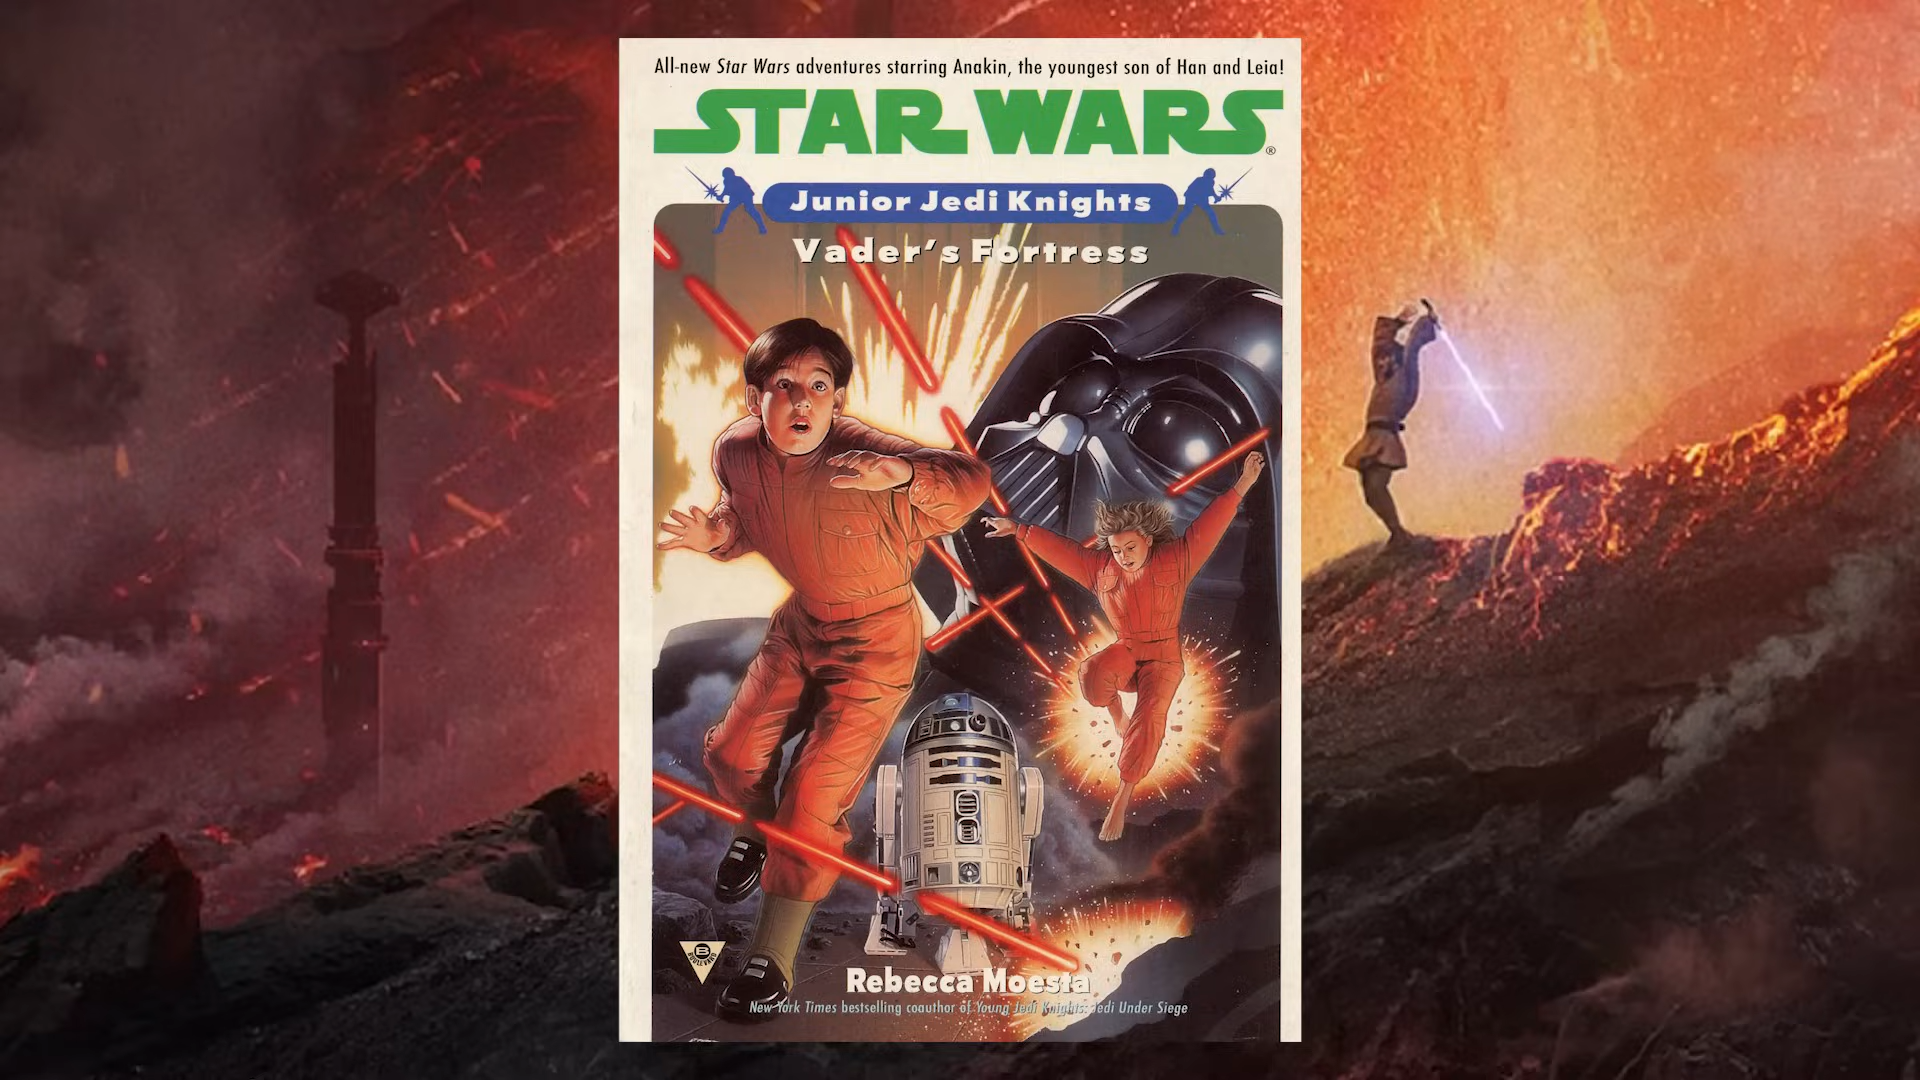 All-new Star Wars adventures starring Anakin, the youngest son of Han and Leia!
STAR WARS®
Junior Jedi Knights
Vader's Fortress
B
BOULEVARD
Rebecca Moesta
New York Times bestselling coauthor of Young Jedi Knights: Jedi Under Siege